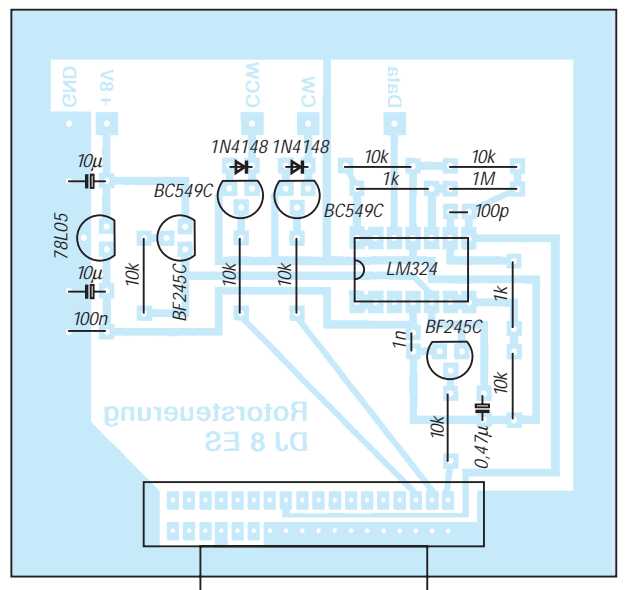 GND
+8V
CCW
CW
Data
1N4148 1N4148
10µ
BC549C
BC549C
10k
10k
1k
1M
100p
78L05
10µ
100n
10k
BF245C
10k
10k
LM324
1k
1n
BF245C
10k
10k
0,47µ
Rotorsteuerung
DJ 8 ES